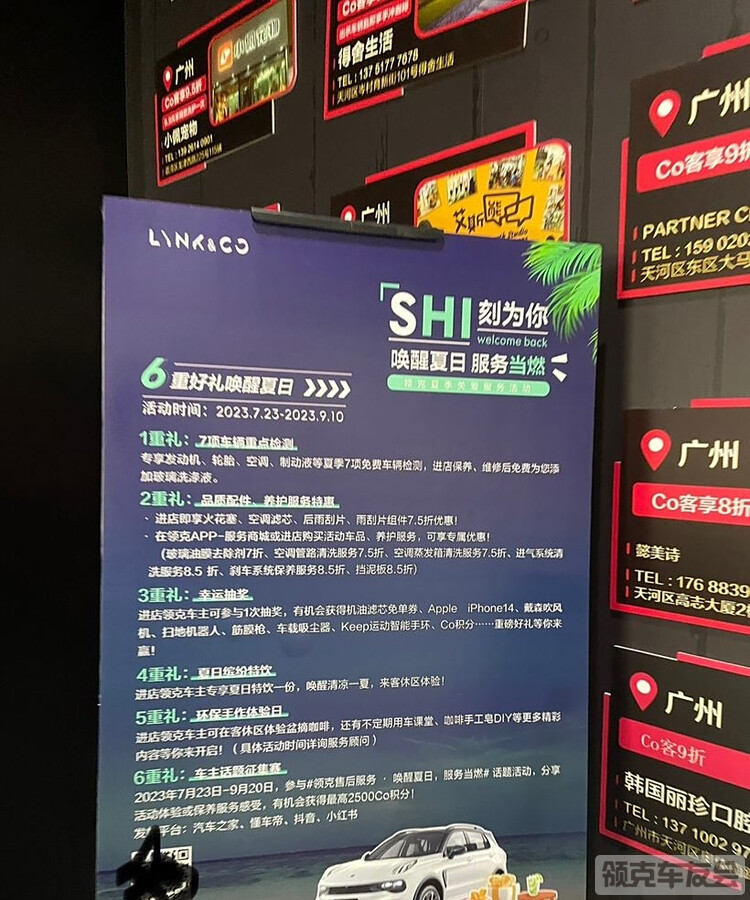 广州
Co客享9.5折
小佩宠物
TEL：139 2614 0901
得舍生活
TEL：137 5177 7678
天河区岑村育新街101号得舍生活
广州
艾斯熊
广州
Co客享9折
PARTNER C
TEL：159 0202
天河区东区大马
广州
Co客享8折
懿美诗
TEL：176 8839
天河区高志大厦2楼
广州
Co客9折
韩国丽珍口腔
TEL：137 1002 97
广州市天河区
LYNK&CO
SHI刻为你
welcome back
唤醒夏日 服务当燃
领克夏季关爱服务活动
6重好礼唤醒夏日
活动时间：2023.7.23-2023.9.10
1重礼：7项车辆重点检测
专享发动机、轮胎、空调、制动液等夏季7项免费车辆检测，进店保养、维修后免费为您添
加玻璃洗涤液。
2重礼：品质配件、养护服务特惠
· 进店即享火花塞、空调滤芯、后雨刮片、雨刮片组件7.5折优惠！
· 在领克APP-服务商城或进店购买活动车品、养护服务，可享专属优惠！
（玻璃油膜去除剂7折、空调管路清洗服务7.5折、空调蒸发箱清洗服务7.5折、进气系统清
洗服务8.5 折、刹车系统保养服务8.5折、挡泥板8.5折）
3重礼：幸运抽奖
进店领克车主可参与1次抽奖，有机会获得机油滤芯免单券、Apple iPhone14、戴森吹风
机、扫地机器人、筋膜枪、车载吸尘器、Keep运动智能手环、Co积分……重磅好礼等你来
赢！
4重礼：夏日缤纷特饮
进店领克车主专享夏日特饮一份，唤醒清凉一夏，来客休区体验！
5重礼：环保手作体验日
进店领克车主可在客休区体验盆摘咖啡，还有不定期用车课堂、咖啡手工皂DIY等更多精彩
内容等你来开启！（具体活动时间详询服务顾问）
6重礼：车主话题征集赛
2023年7月23日-9月20日，参与#领克售后服务 · 唤醒夏日，服务当燃# 话题活动，分享
活动体验或保养服务感受，有机会获得最高2500Co积分！
发布平台：汽车之家、懂车帝、抖音、小红书
领克车友会